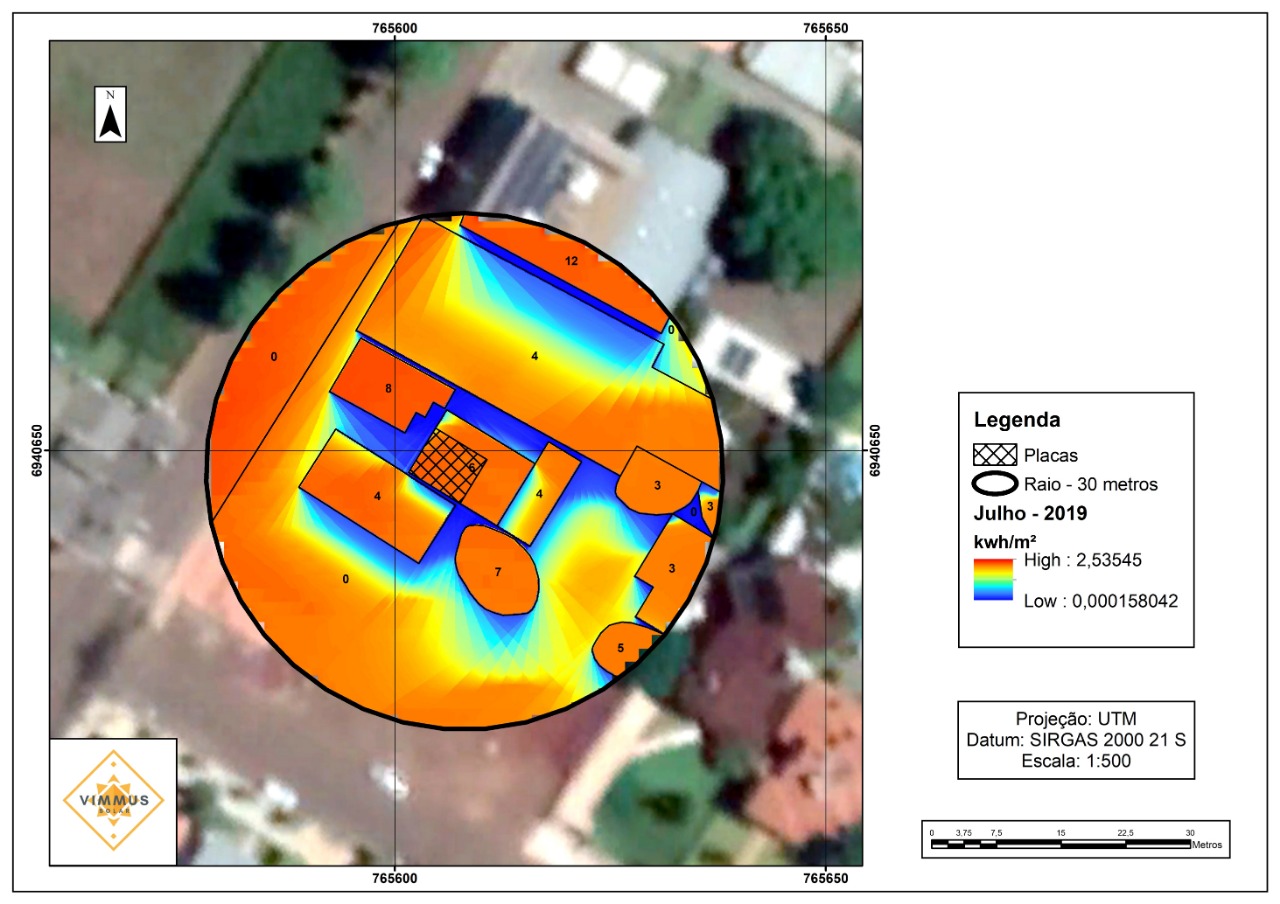 765600
765650
N
12
0
0
4
8
6940650
6940650
6
4
4
3
3
0
7
3
0
5
VIMMUS
SOLAR
765600
765650
Legenda
Placas
Raio - 30 metros
Julho - 2019
kwh/m²
High : 2,53545
Low : 0,000158042
Projeção: UTM
Datum: SIRGAS 2000 21 S
Escala: 1:500
0 3,75 7,5 15 22,5 30
Metros